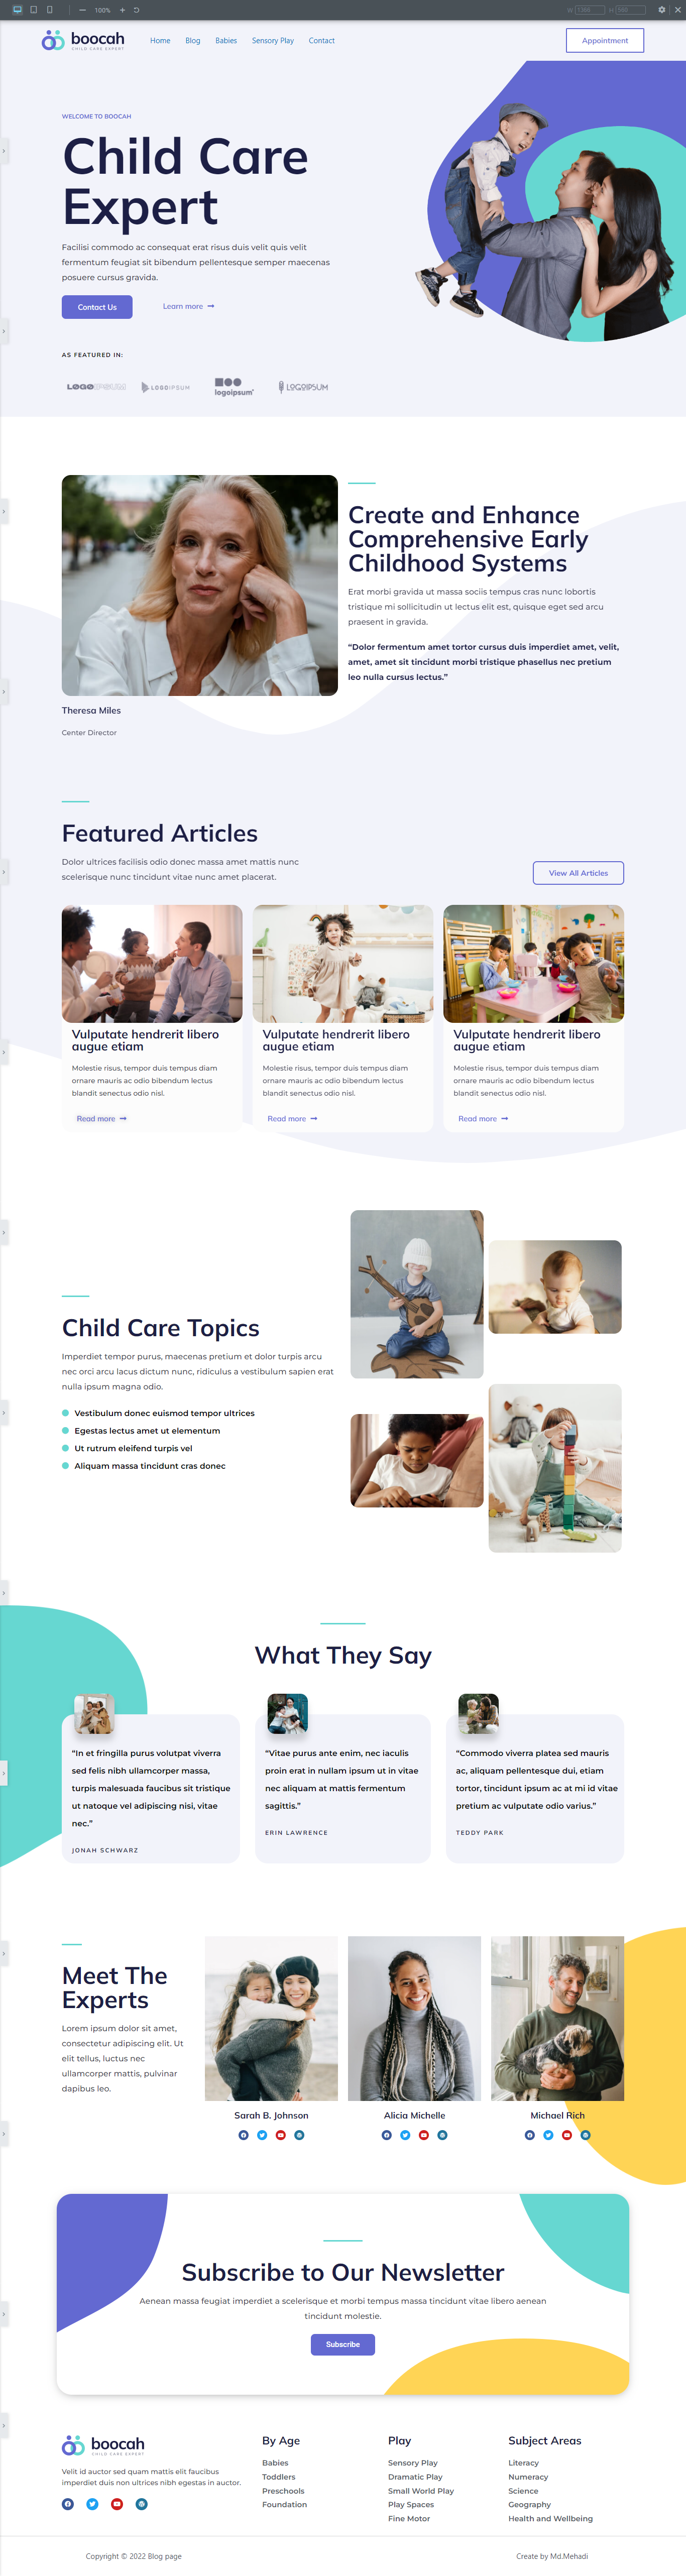 100%
W
H
boocah
CHILD CARE EXPERT
Home
Blog
Babies
Sensory Play
Contact
Appointment
WELCOME TO BOOCAH
Child Care
Expert
Facilisi commodo ac consequat erat risus duis velit quis velit
fermentum feugiat sit bibendum pellentesque semper maecenas
posuere cursus gravida.
Contact Us
Learn more
AS FEATURED IN:
LOGOIPSUM
logoipsum
LOGOIPSUM
Create and Enhance
Comprehensive Early
Childhood Systems
Erat morbi gravida ut massa sociis tempus cras nunc lobortis
tristique mi sollicitudin ut lectus elit est, quisque eget sed arcu
praesent in gravida.
“Dolor fermentum amet tortor cursus duis imperdiet amet, velit,
amet, amet sit tincidunt morbi tristique phasellus nec pretium
leo nulla cursus lectus.”
Theresa Miles
Center Director
Featured Articles
Dolor ultrices facilisis odio donec massa amet mattis nunc
scelerisque nunc tincidunt vitae nunc amet placerat.
View All Articles
Vulputate hendrerit libero
augue etiam
Molestie risus, tempor duis tempus diam
ornare mauris ac odio bibendum lectus
blandit senectus odio nisl.
Read more
Vulputate hendrerit libero
augue etiam
Molestie risus, tempor duis tempus diam
ornare mauris ac odio bibendum lectus
blandit senectus odio nisl.
Read more
Vulputate hendrerit libero
augue etiam
Molestie risus, tempor duis tempus diam
ornare mauris ac odio bibendum lectus
blandit senectus odio nisl.
Read more
Child Care Topics
Imperdiet tempor purus, maecenas pretium et dolor turpis arcu
nec orci arcu lacus dictum nunc, ridiculus a vestibulum sapien erat
nulla ipsum magna odio.
Vestibulum donec euismod tempor ultrices
Egestas lectus amet ut elementum
Ut rutrum eleifend turpis vel
Aliquam massa tincidunt cras donec
What They Say
“In et fringilla purus volutpat viverra
sed felis nibh ullamcorper massa,
turpis malesuada faucibus sit tristique
ut natoque vel adipiscing nisi, vitae
nec.”
JONAH SCHWARZ
“Vitae purus ante enim, nec iaculis
proin erat in nullam ipsum ut in vitae
nec aliquam at mattis fermentum
sagittis.”
ERIN LAWRENCE
“Commodo viverra platea sed mauris
ac, aliquam pellentesque dui, etiam
tortor, tincidunt ipsum ac at mi id vitae
pretium ac vulputate odio varius.”
TEDDY PARK
Meet The
Experts
Lorem ipsum dolor sit amet,
consectetur adipiscing elit. Ut
elit tellus, luctus nec
ullamcorper mattis, pulvinar
dapibus leo.
Sarah B. Johnson
Alicia Michelle
Michael Rich
Subscribe to Our Newsletter
Aenean massa feugiat imperdiet a scelerisque et morbi tempus massa tincidunt vitae libero aenean
tincidunt molestie.
Subscribe
boocah
CHILD CARE EXPERT
Velit id auctor sed quam mattis elit faucibus
imperdiet duis non ultrices nibh egestas in auctor.
By Age
Babies
Toddlers
Preschools
Foundation
Play
Sensory Play
Dramatic Play
Small World Play
Play Spaces
Fine Motor
Subject Areas
Literacy
Numeracy
Science
Geography
Health and Wellbeing
Copyright © 2022 Blog page
Create by Md.Mehadi